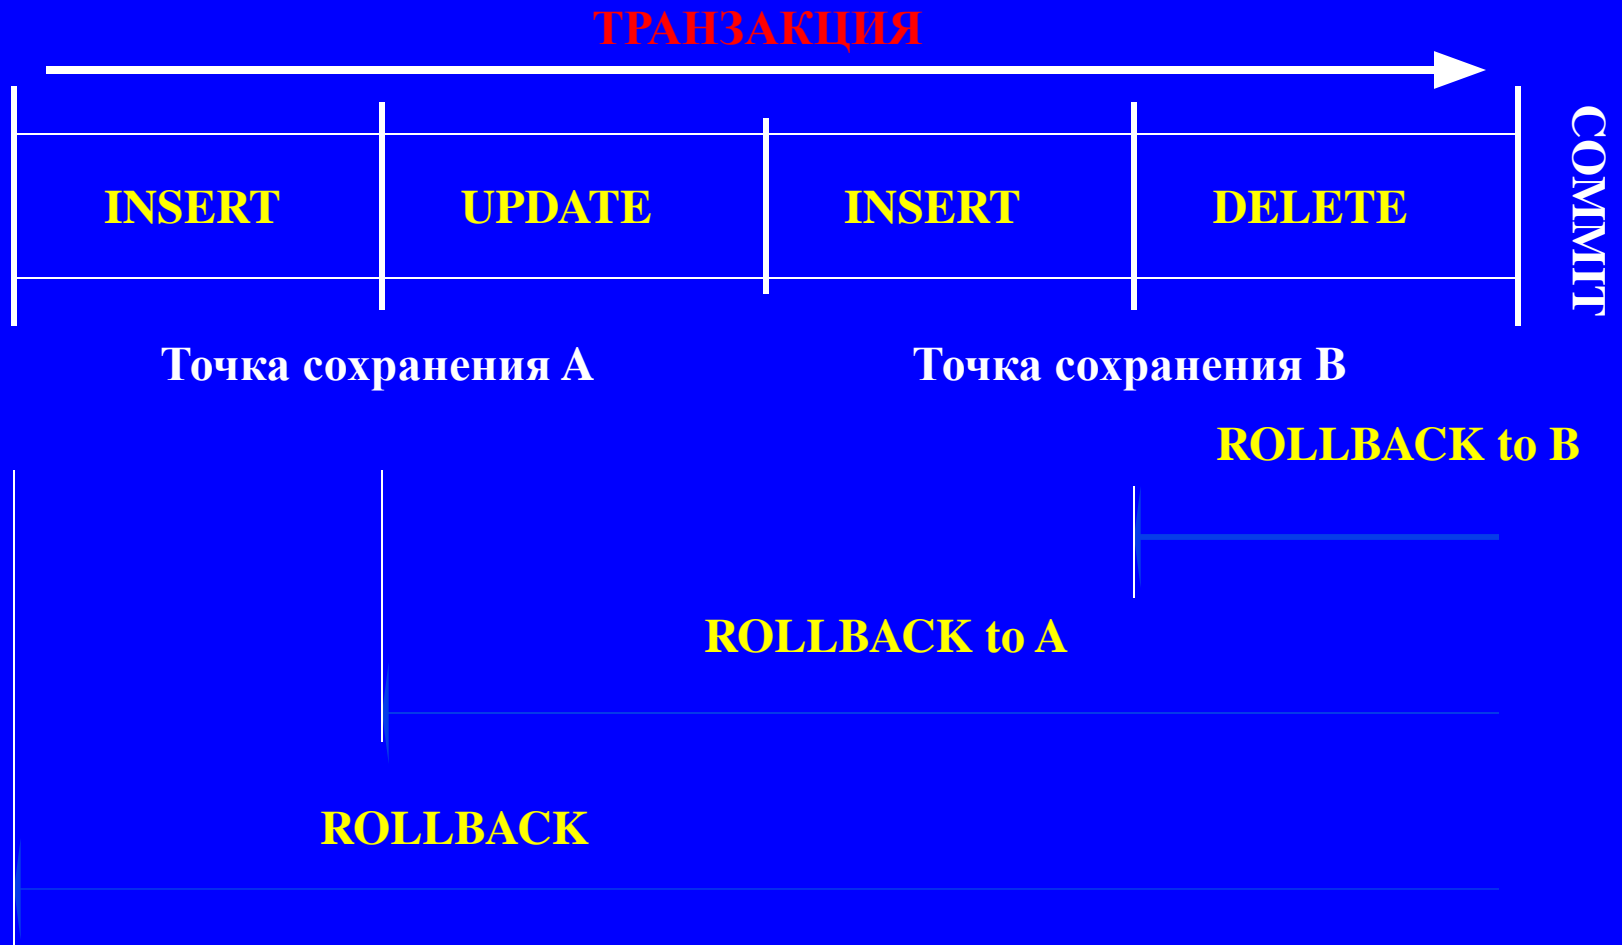 ТРАНЗАКЦИЯ
INSERT
UPDATE
INSERT
DELETE
COMMIT
Точка сохранения A
Точка сохранения B
ROLLBACK to B
ROLLBACK to A
ROLLBACK